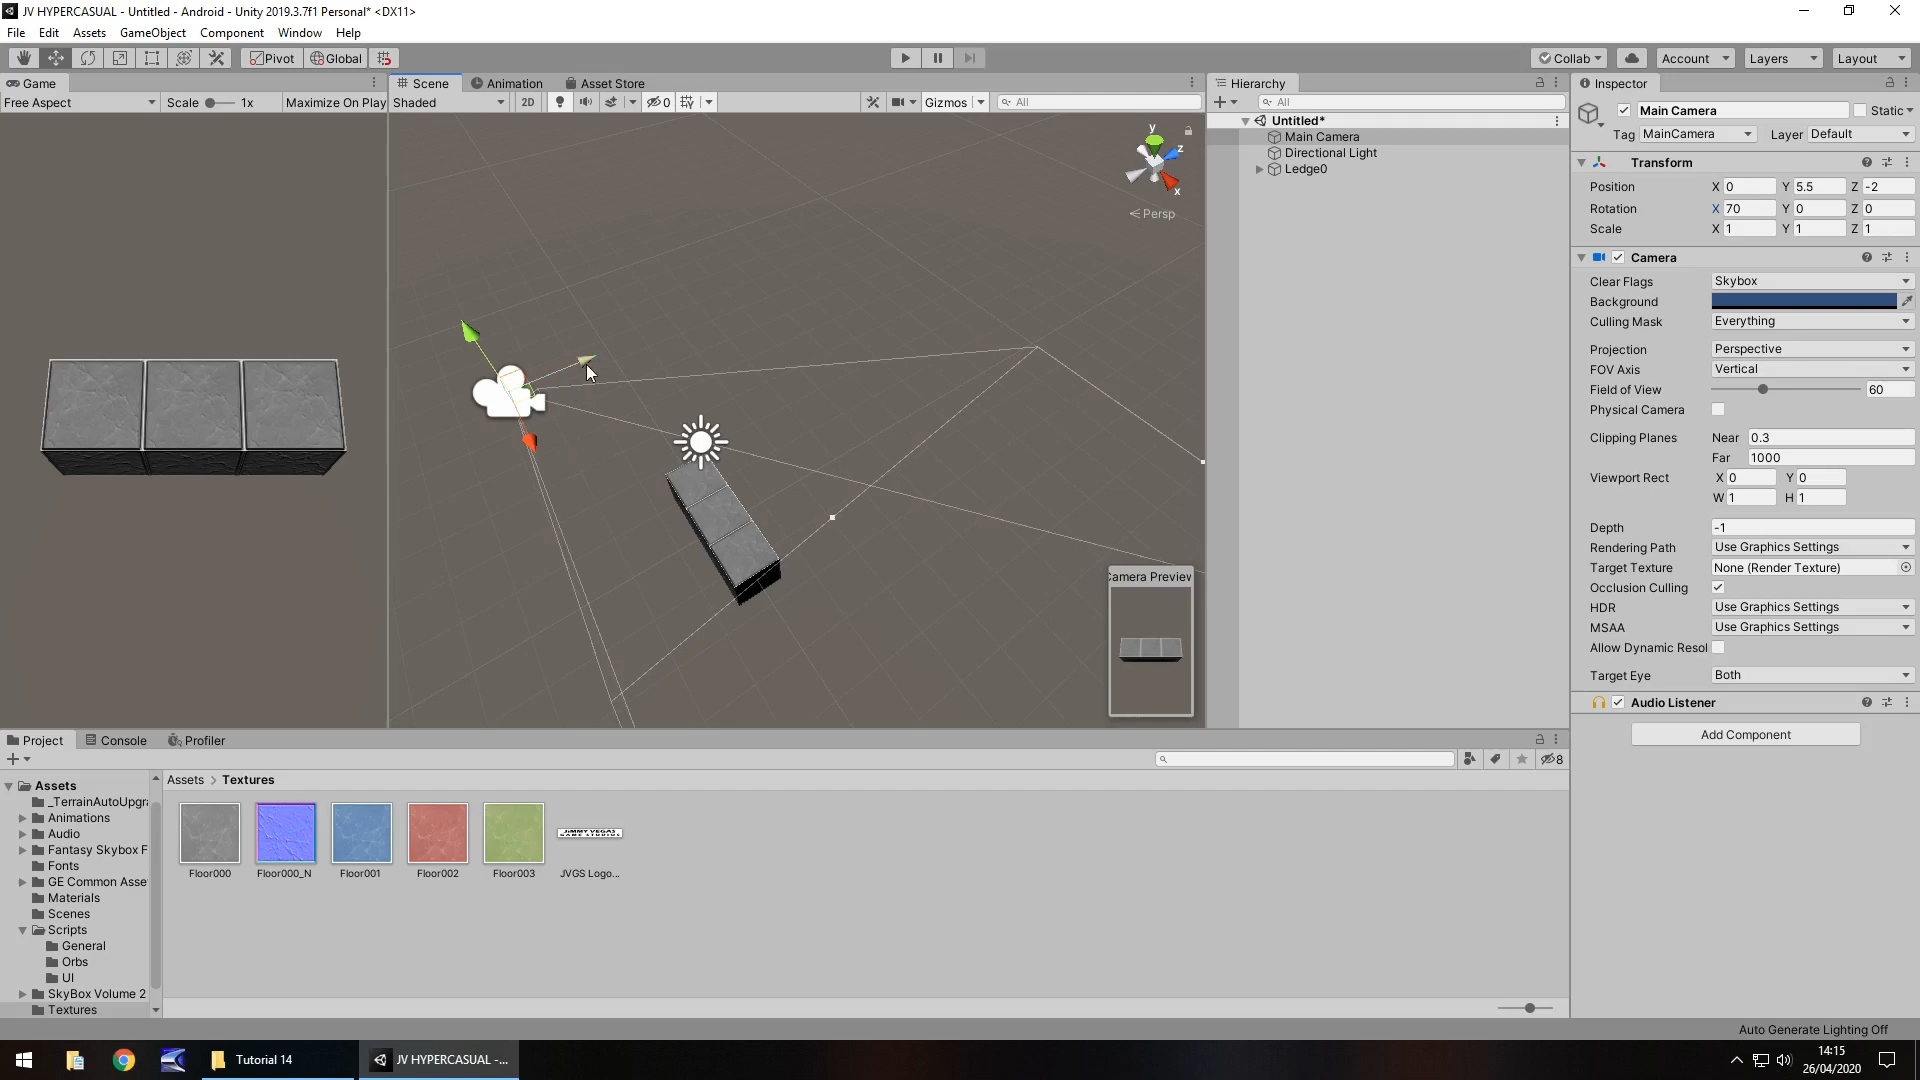 JV HYPERCASUAL - Untitled - Android - Unity 2019.3.7f1 Personal* <DX11>
File Edit Assets GameObject Component Window Help
Pivot Global Collab Account Layers Layout
Game Scene Animation Asset Store Hierarchy Inspector
Free Aspect Scale 1x Maximize On Play Shaded 2D 0 Gizmos All All
Main Camera Static
Tag MainCamera Layer Default
Untitled*
Main Camera
Directional Light
Ledge0
y
z
x
Persp
Transform
Position X 0 Y 5.5 Z -2
Rotation X 70 Y 0 Z 0
Scale X 1 Y 1 Z 1
Camera
Clear Flags Skybox
Background
Culling Mask Everything
Projection Perspective
FOV Axis Vertical
Field of View 60
Physical Camera
Clipping Planes Near 0.3
Far 1000
Viewport Rect X 0 Y 0
W 1 H 1
Depth -1
Rendering Path Use Graphics Settings
Target Texture None (Render Texture)
Occlusion Culling
HDR Use Graphics Settings
MSAA Use Graphics Settings
Allow Dynamic Resol
Target Eye Both
Audio Listener
Add Component
Camera Preview
Project Console Profiler
8
Assets > Textures
Assets
_TerrainAutoUpgra
Animations
Audio
Fantasy Skybox F
Fonts
GE Common Asse
Materials
Scenes
Scripts
General
Orbs
UI
SkyBox Volume 2
Textures
JIMMY VEGAS
GAME STUDIOS
Floor000 Floor000_N Floor001 Floor002 Floor003 JVGS Logo...
Auto Generate Lighting Off
Tutorial 14 JV HYPERCASUAL -...
14:15
26/04/2020